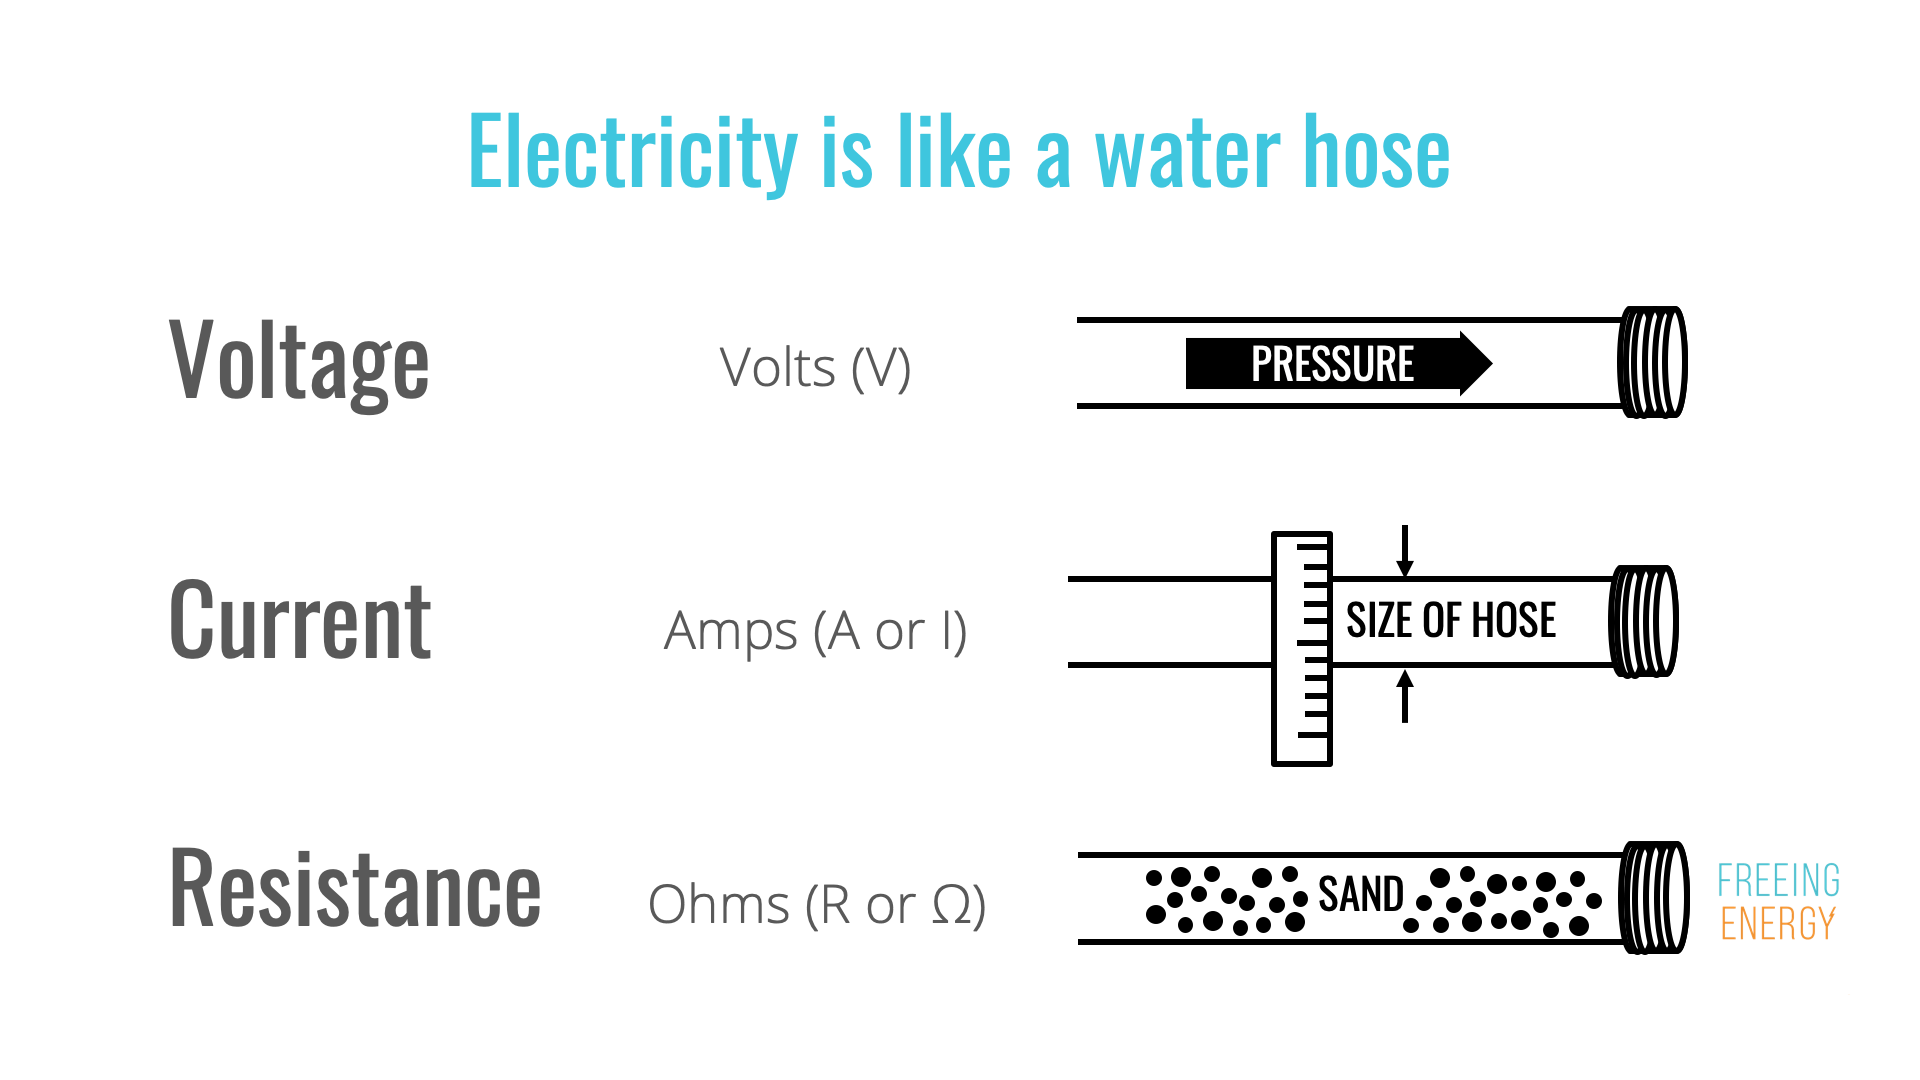 Electricity is like a water hose
Voltage
Volts (V)
PRESSURE
Current
Amps (A or I)
SIZE OF HOSE
Resistance
Ohms (R or Ω)
SAND
FREEING
ENERGY